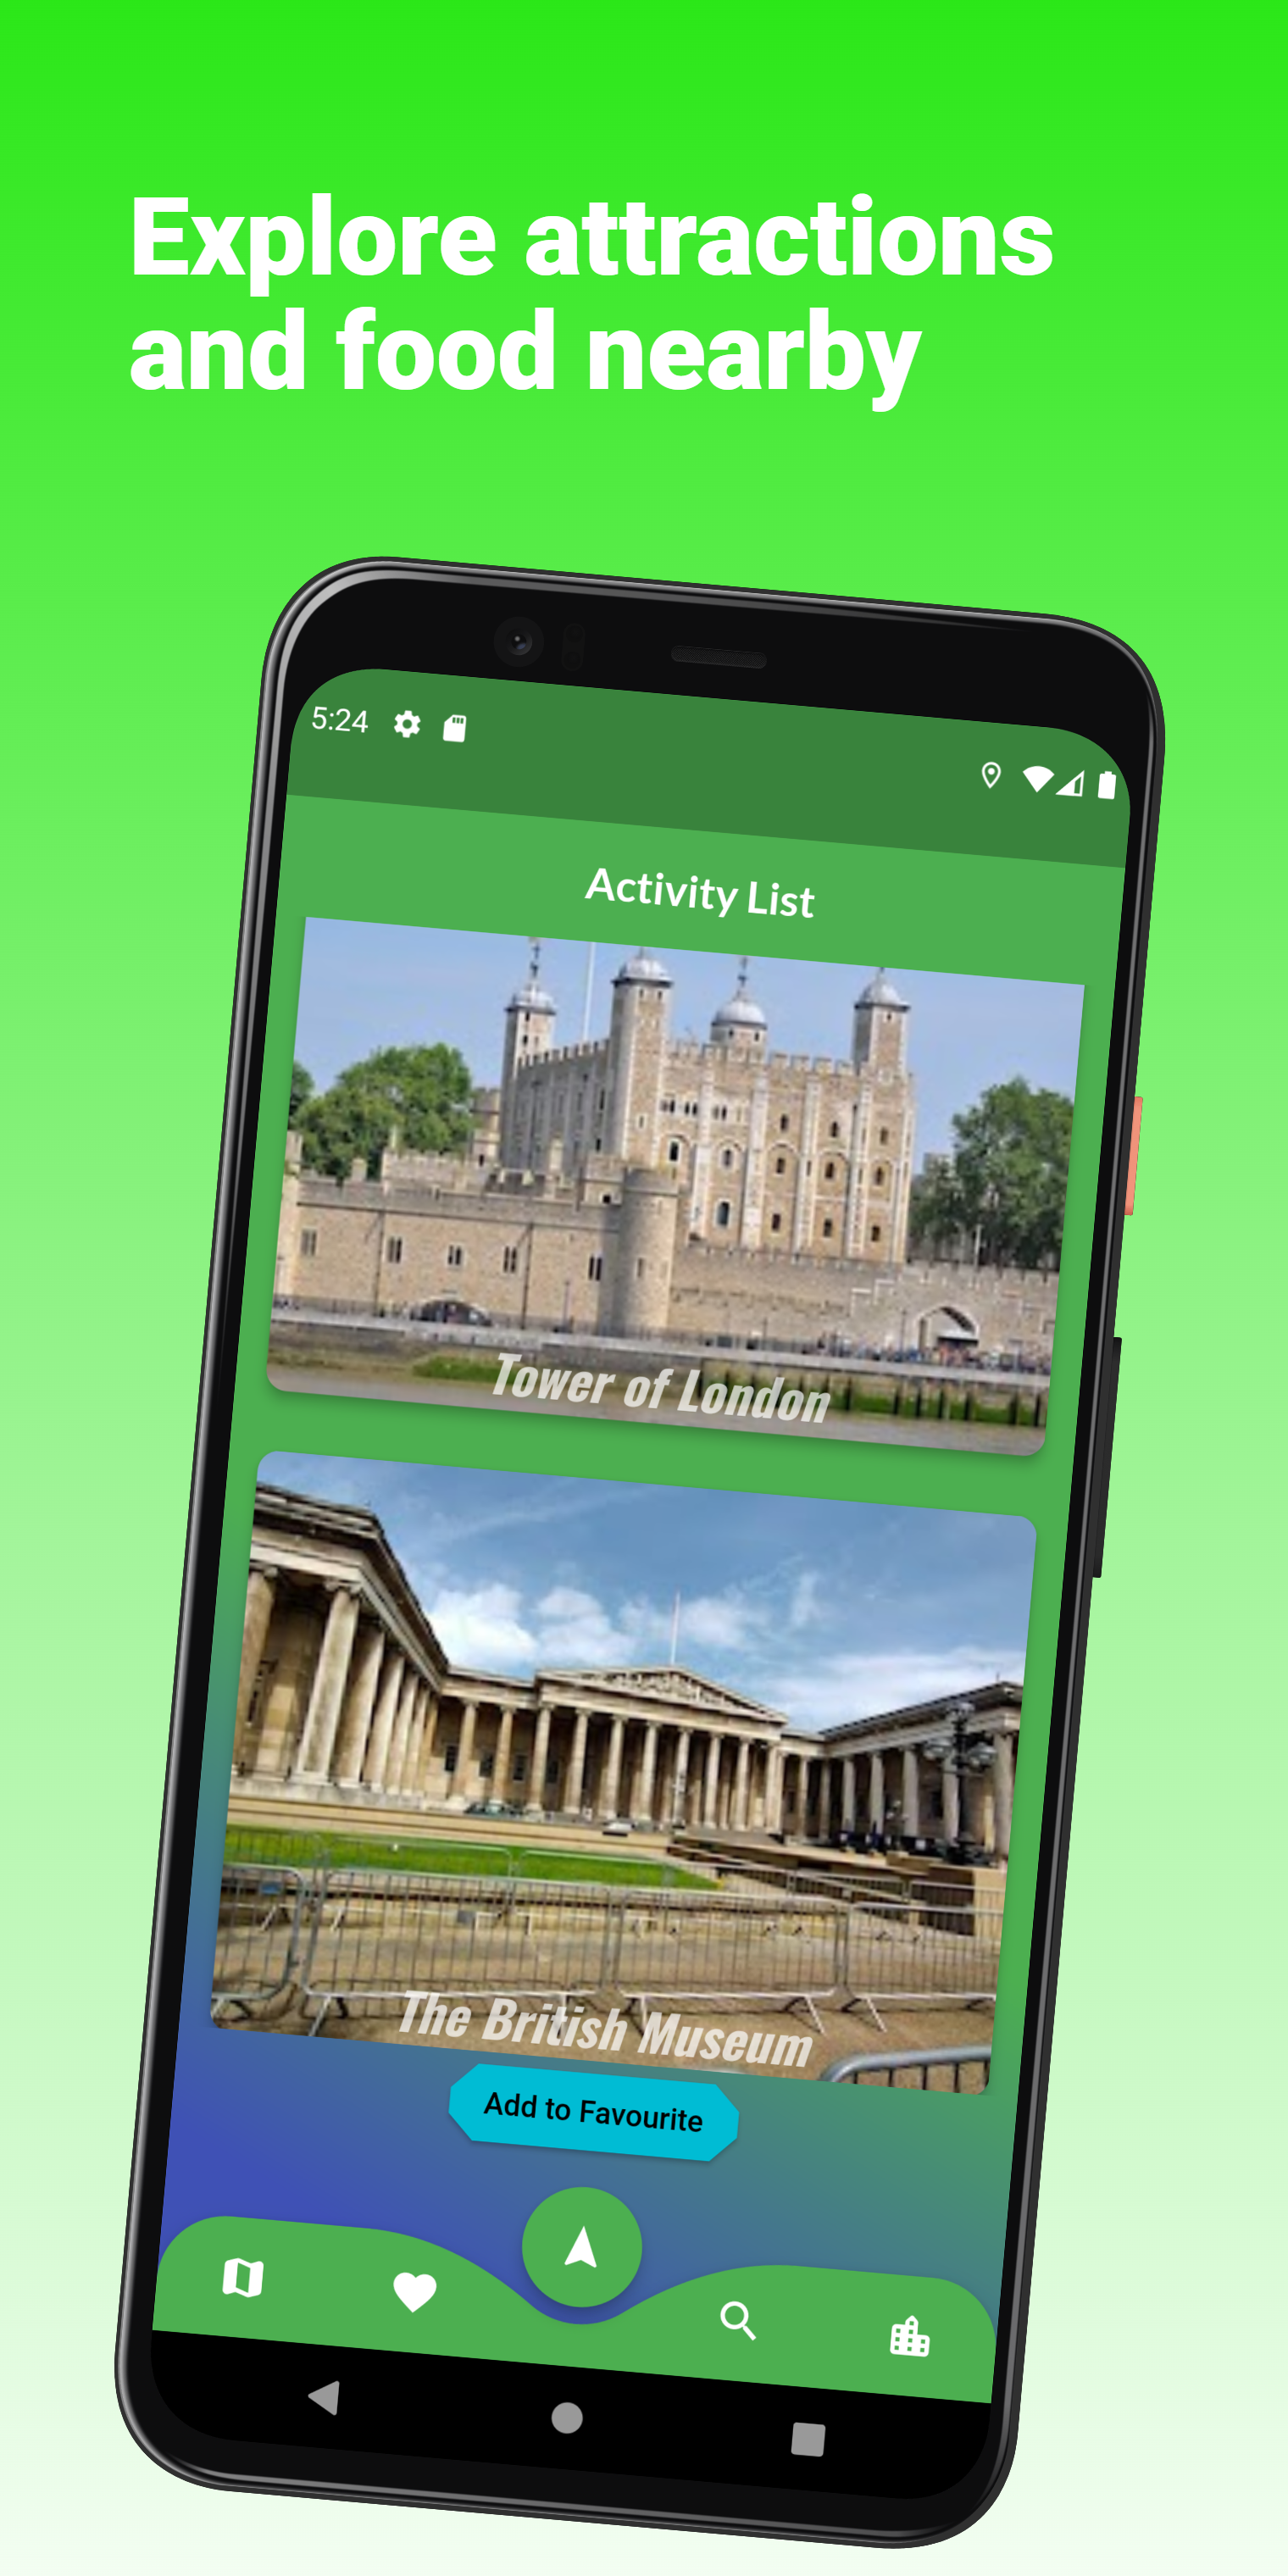 Explore attractions
and food nearby
5:24
Activity List
Tower of London
The British Museum
Add to Favourite